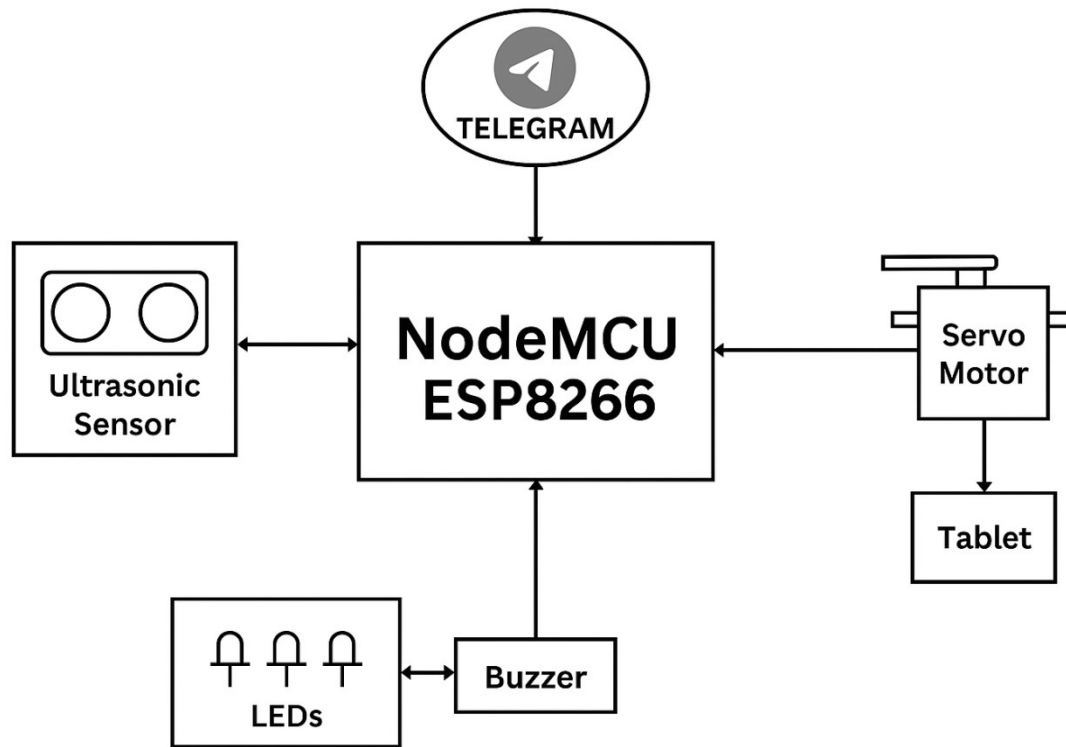 TELEGRAM
Ultrasonic
Sensor
NodeMCU
ESP8266
Servo
Motor
Tablet
LEDs
Buzzer